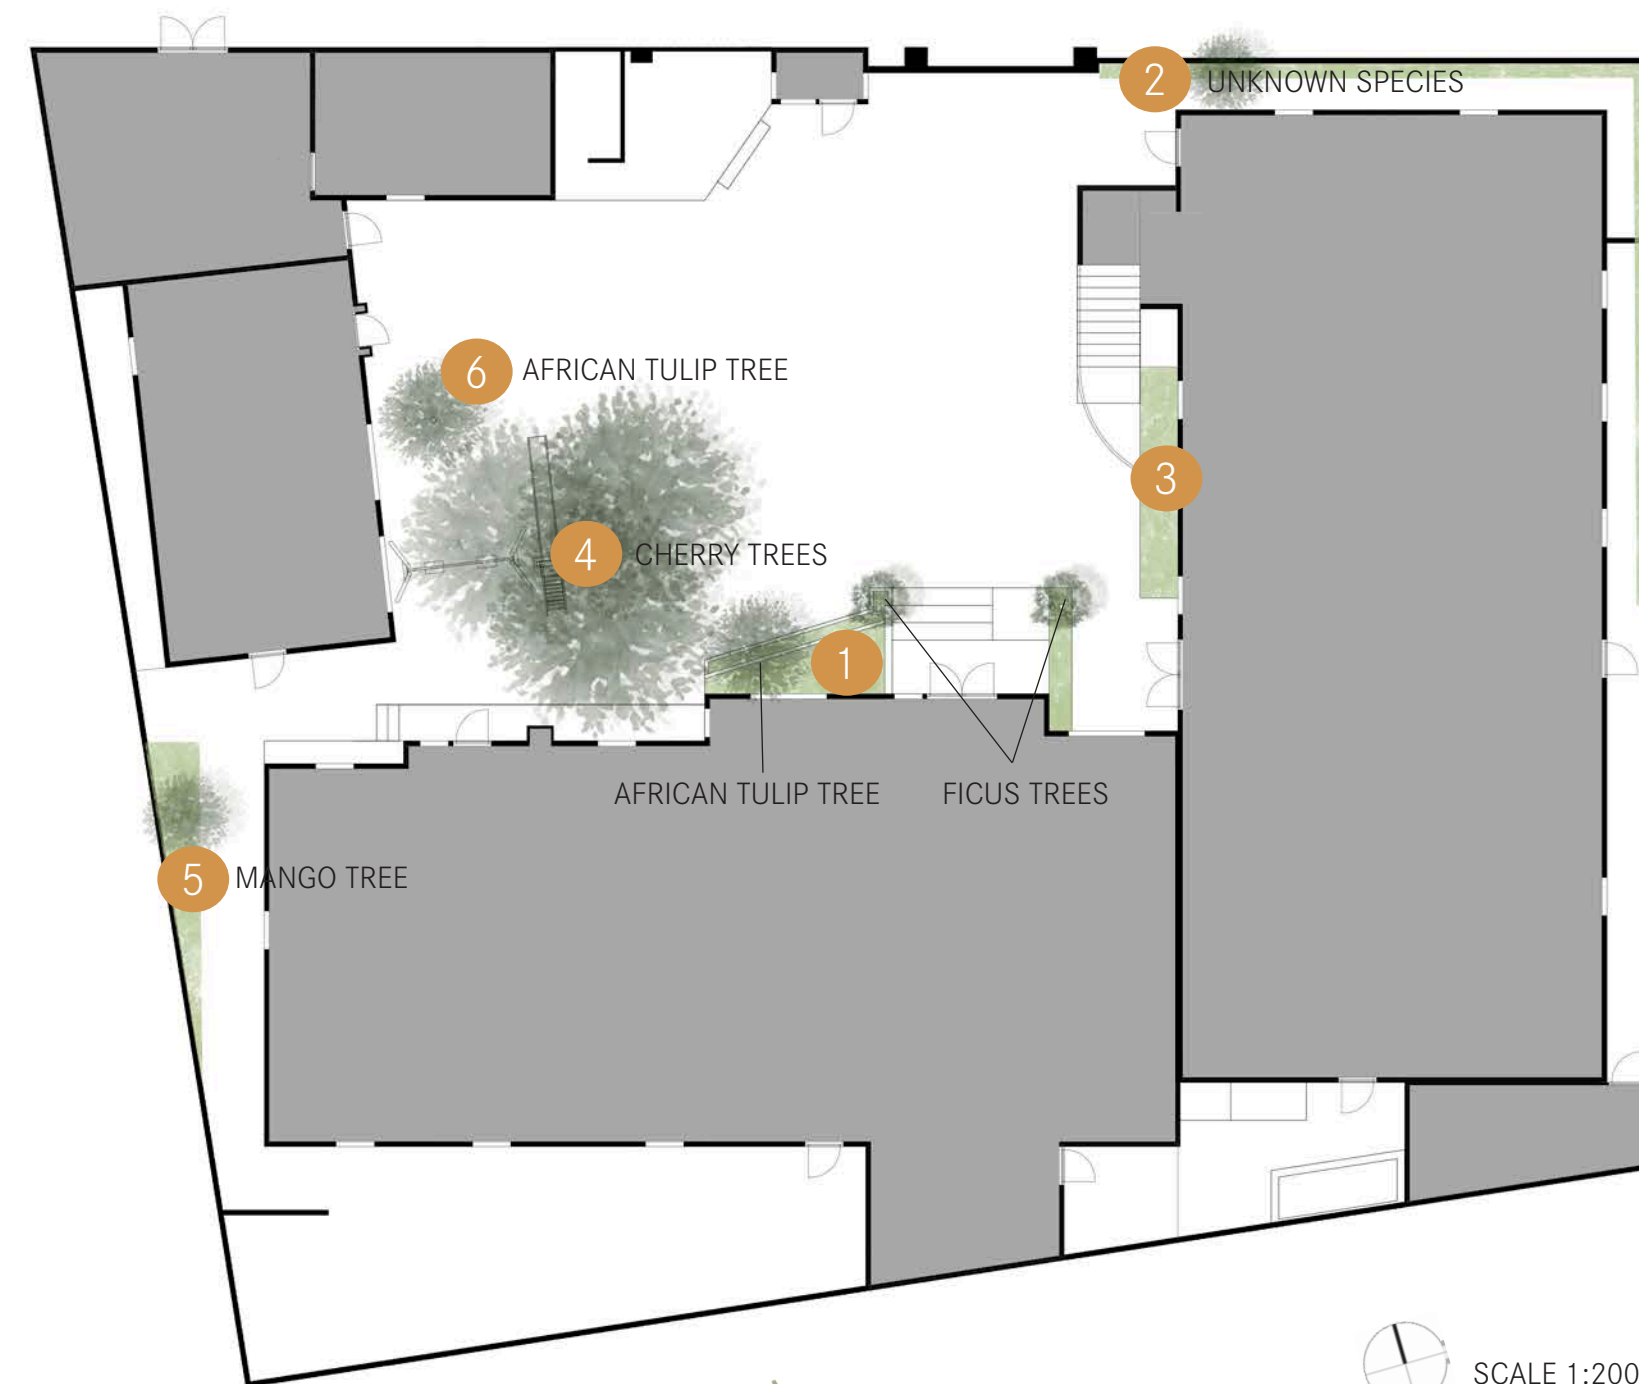 2 UNKNOWN SPECIES
6 AFRICAN TULIP TREE
3
4 CHERRY TREES
1
AFRICAN TULIP TREE
FICUS TREES
5 MANGO TREE
SCALE 1:200